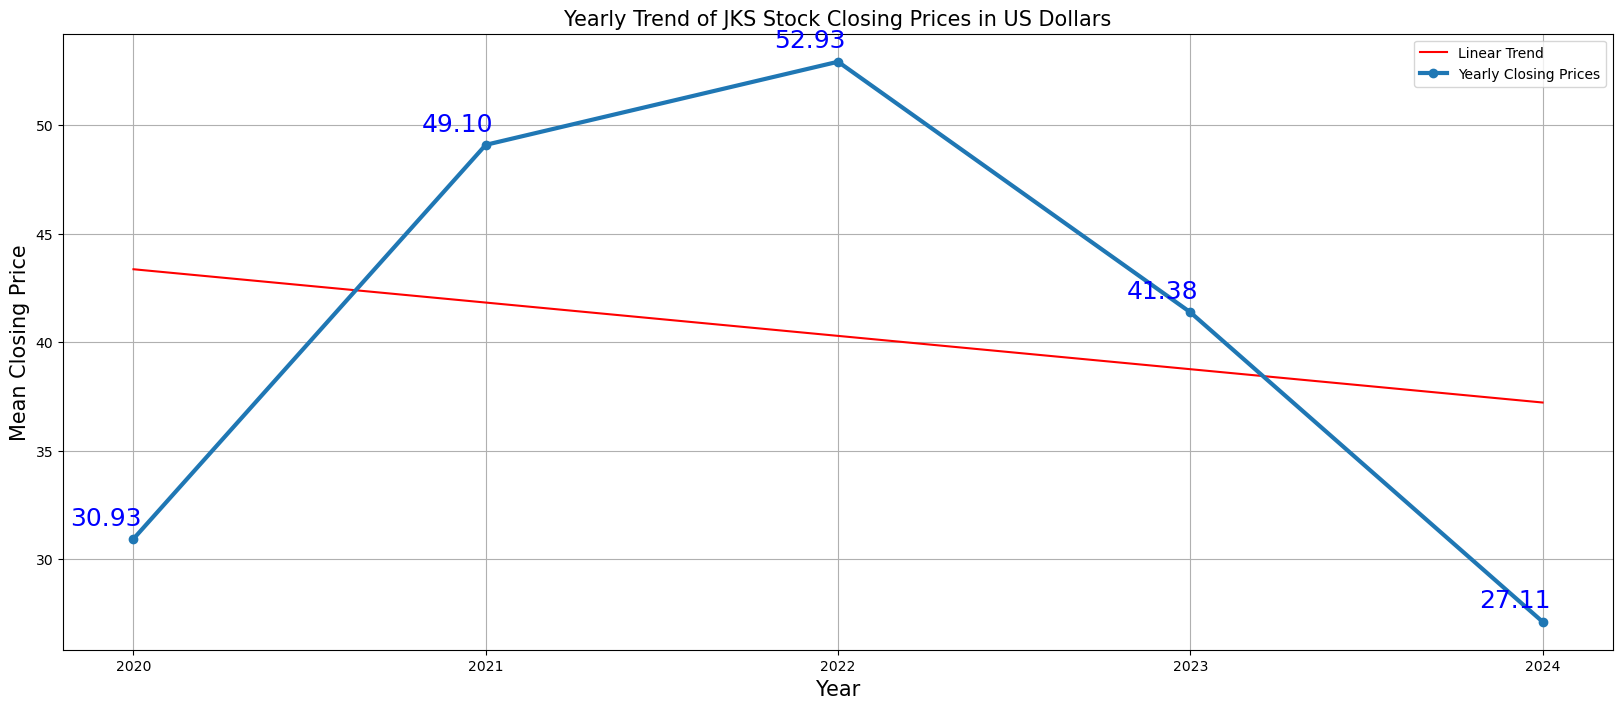 Yearly Trend of JKS Stock Closing Prices in US Dollars
Linear Trend
Yearly Closing Prices
52.93
49.10
41.38
30.93
27.11
Mean Closing Price
50
45
40
35
30
2020 2021 2022 2023 2024
Year